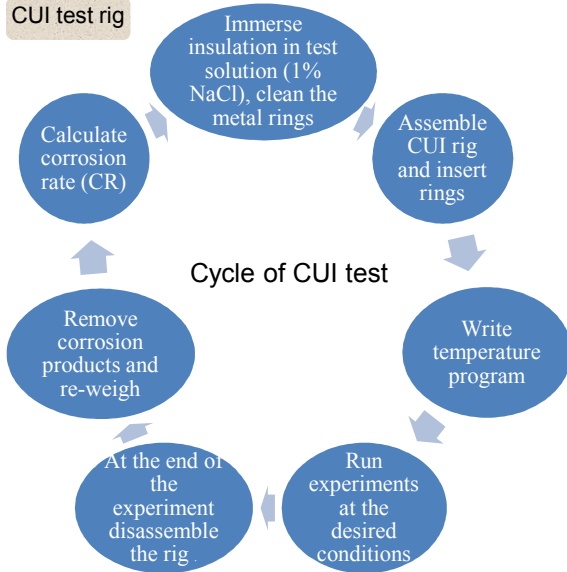 CUI test rig
Immerse
insulation in test
solution (1%
NaCl), clean the
metal rings
Assemble
CUI rig
and insert
rings
Write
temperature
program
Run
experiments
at the
desired
conditions
At the end of
the
experiment
disassemble
the rig .
Remove
corrosion
products and
re-weigh
Calculate
corrosion
rate (CR)
Cycle of CUI test